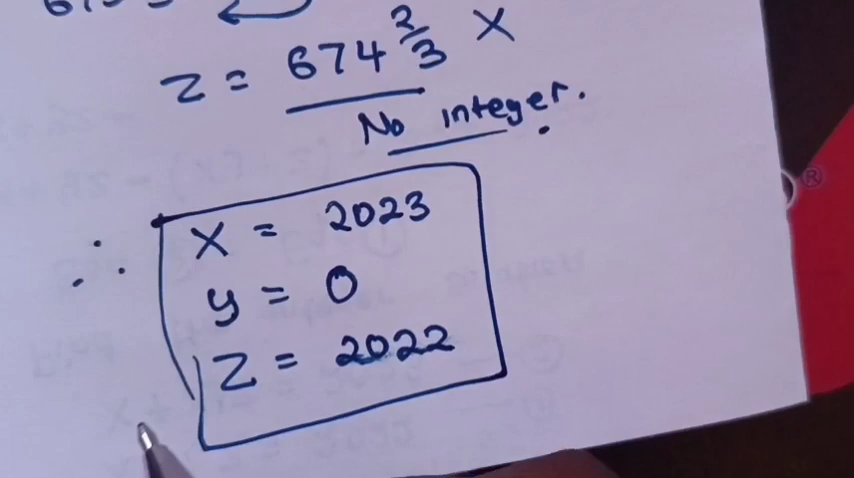 z = 674 2/3 X
No integer.
∴ x = 2023
y = 0
z = 2022
®